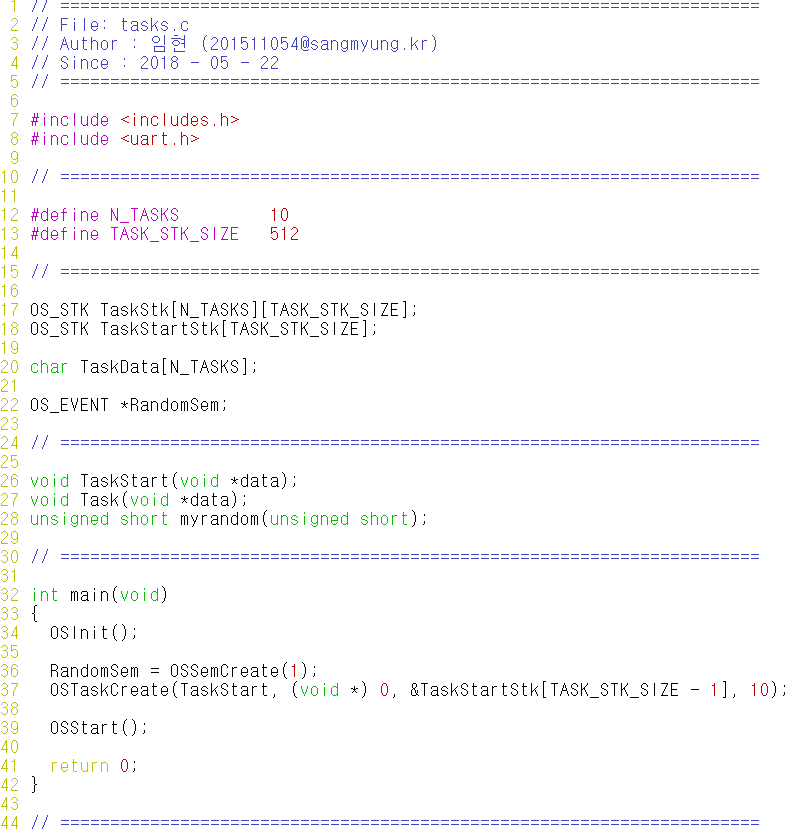 1 // ======================================================================
2 // File: tasks.c
3 // Author : 임현 (201511054@sangmyung.kr)
4 // Since : 2018 - 05 - 22
5 // ======================================================================
6
7 #include <includes.h>
8 #include <uart.h>
9
10 // ======================================================================
11
12 #define N_TASKS         10
13 #define TASK_STK_SIZE   512
14
15 // ======================================================================
16
17 OS_STK TaskStk[N_TASKS][TASK_STK_SIZE];
18 OS_STK TaskStartStk[TASK_STK_SIZE];
19
20 char TaskData[N_TASKS];
21
22 OS_EVENT *RandomSem;
23
24 // ======================================================================
25
26 void TaskStart(void *data);
27 void Task(void *data);
28 unsigned short myrandom(unsigned short);
29
30 // ======================================================================
31
32 int main(void)
33 {
34   OSInit();
35
36   RandomSem = OSSemCreate(1);
37   OSTaskCreate(TaskStart, (void *) 0, &TaskStartStk[TASK_STK_SIZE - 1], 10);
38
39   OSStart();
40
41   return 0;
42 }
43
44 // ======================================================================